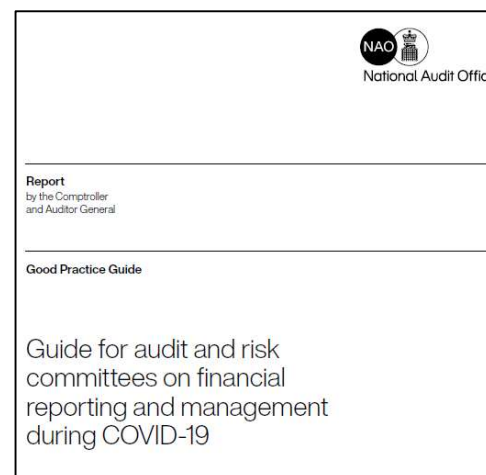 NAO
National Audit Offic
Report
by the Comptroller
and Auditor General
Good Practice Guide
Guide for audit and risk
committees on financial
reporting and management
during COVID-19